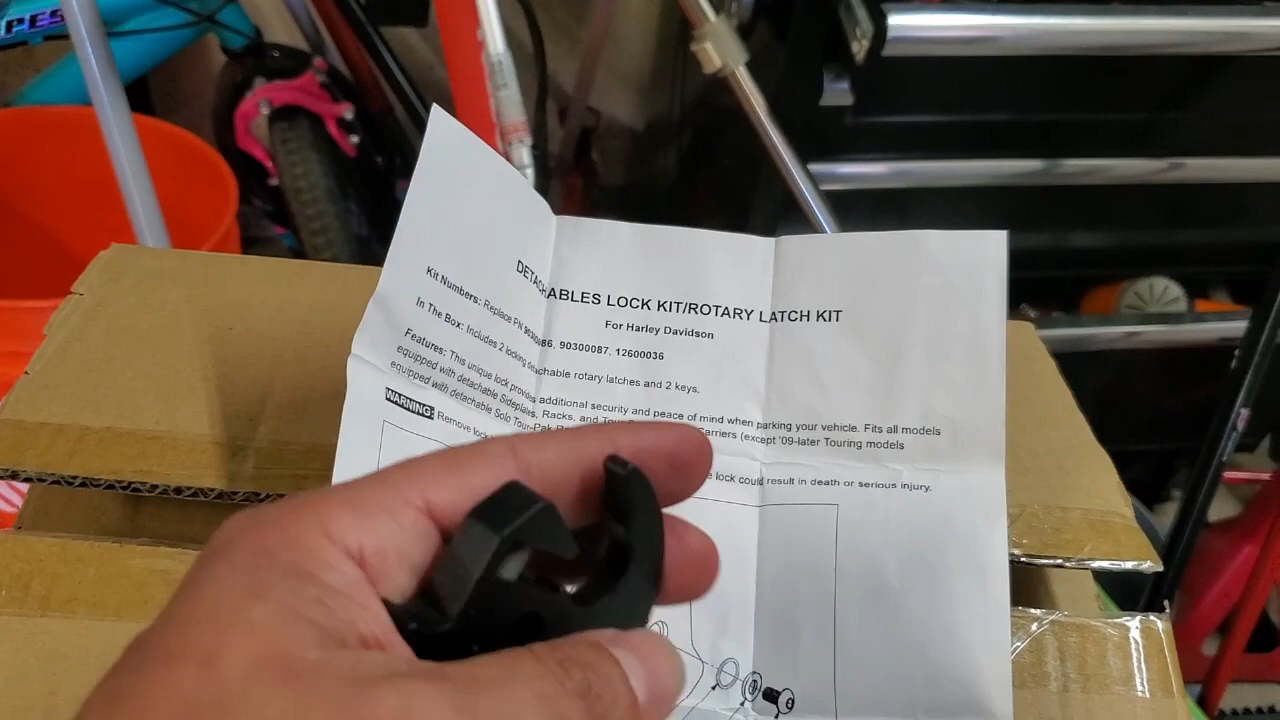 PES
DETACHABLES LOCK KIT/ROTARY LATCH KIT
For Harley Davidson
Kit Numbers: Replace PN 90300086, 90300087, 12600036
In The Box: Includes 2 locking detachable rotary latches and 2 keys.
Features: This unique lock provides additional security and peace of mind when parking your vehicle. Fits all models
equipped with detachable Sideplates, Racks, and Carriers (except '09-later Touring models
equipped with detachable Solo Tour-Pak
WARNING: Remove lock could result in death or serious injury,